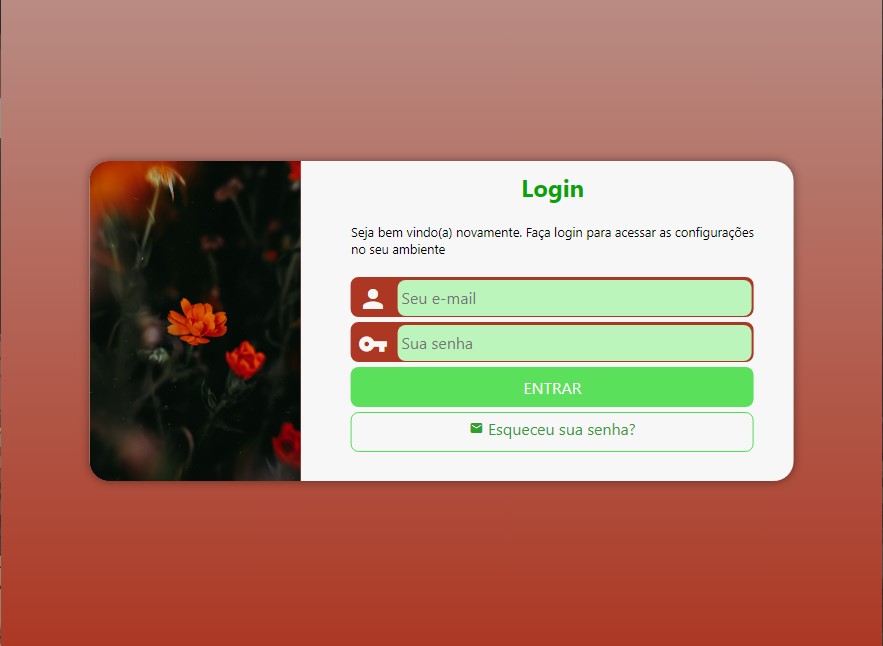 Login
Seja bem vindo(a) novamente. Faça login para acessar as configurações
no seu ambiente
Seu e-mail
Sua senha
ENTRAR
Esqueceu sua senha?